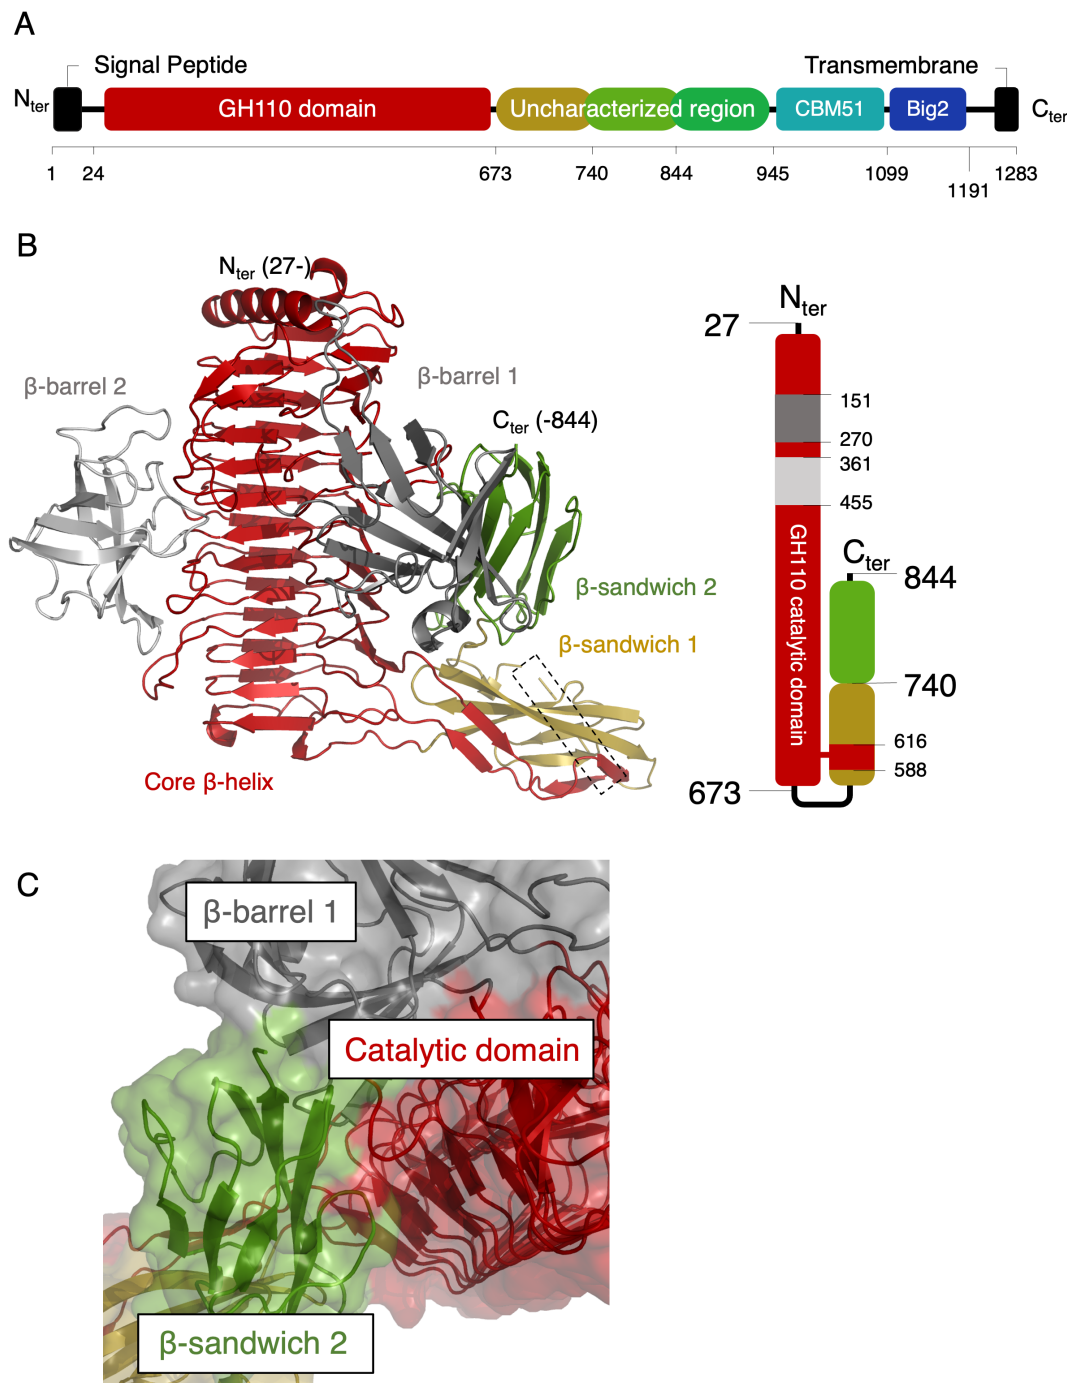 A
Signal Peptide
Transmembrane
Nter
GH110 domain
Uncharacterized region
CBM51
Big2
Cter
1
24
673
740
844
945
1099
1191
1283
B
Nter (27-)
β-barrel 2
β-barrel 1
Cter (-844)
β-sandwich 2
β-sandwich 1
Core β-helix
Nter
27
151
270
361
455
GH110 catalytic domain
Cter
844
740
616
588
673
C
β-barrel 1
Catalytic domain
β-sandwich 2